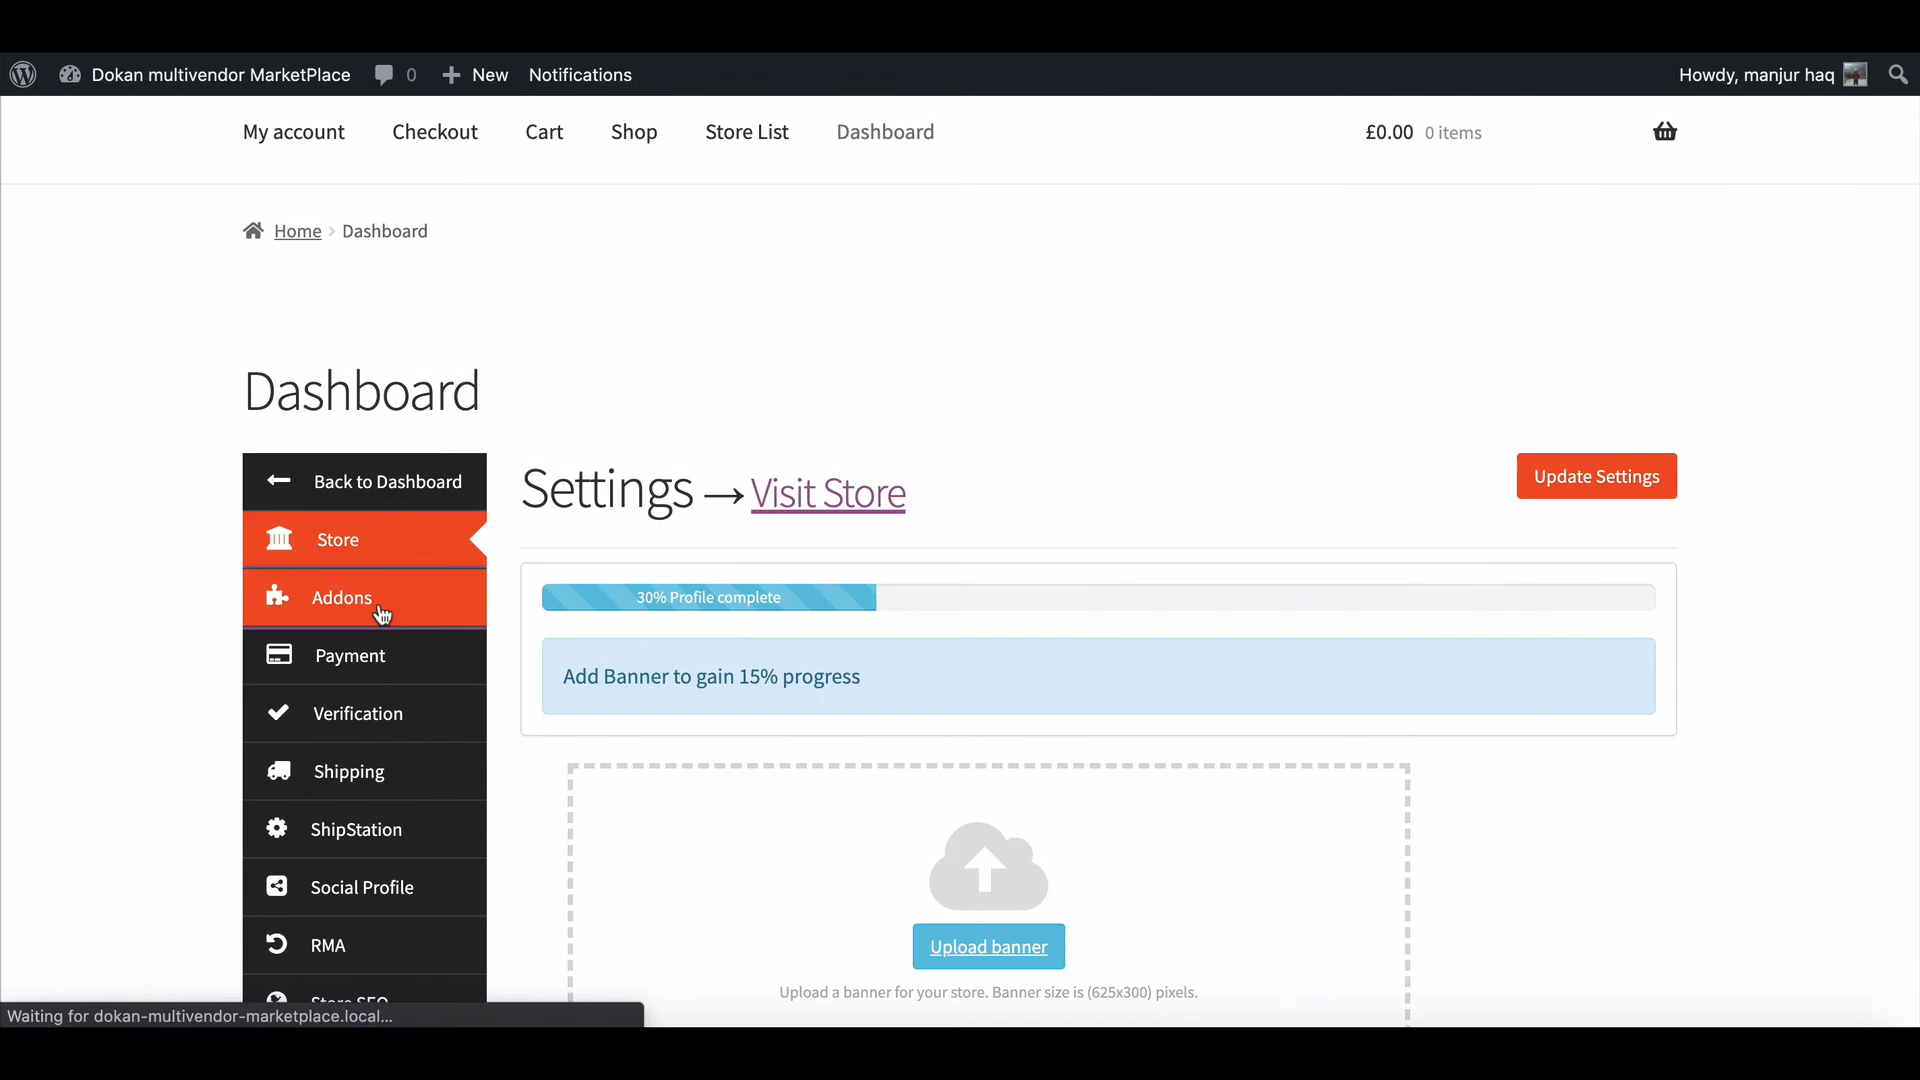 Dokan multivendor MarketPlace 0 New Notifications Howdy, manjur haq
My account Checkout Cart Shop Store List Dashboard £0.00 0 items
Home › Dashboard
Dashboard
Back to Dashboard
Settings → Visit Store
Update Settings
Store
Addons
30% Profile complete
Payment
Add Banner to gain 15% progress
Verification
Shipping
ShipStation
Social Profile
RMA
Upload banner
Upload a banner for your store. Banner size is (625x300) pixels.
Store SEO
Waiting for dokan-multivendor-marketplace.local...